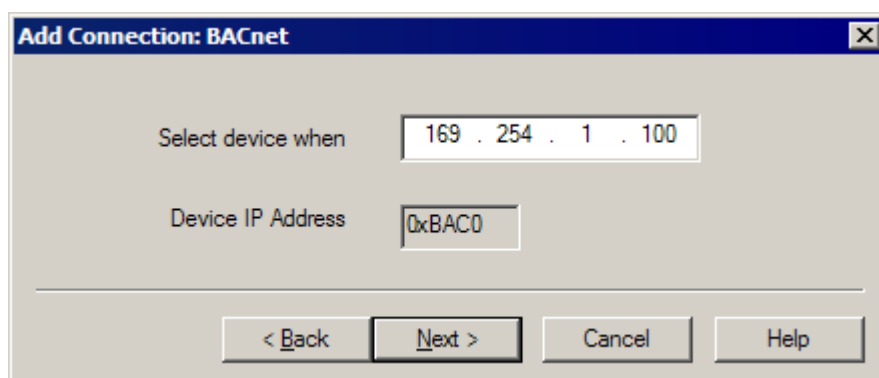 Add Connection: BACnet
Select device when 169 . 254 . 1 . 100
Device IP Address 0xBAC0
< Back Next > Cancel Help